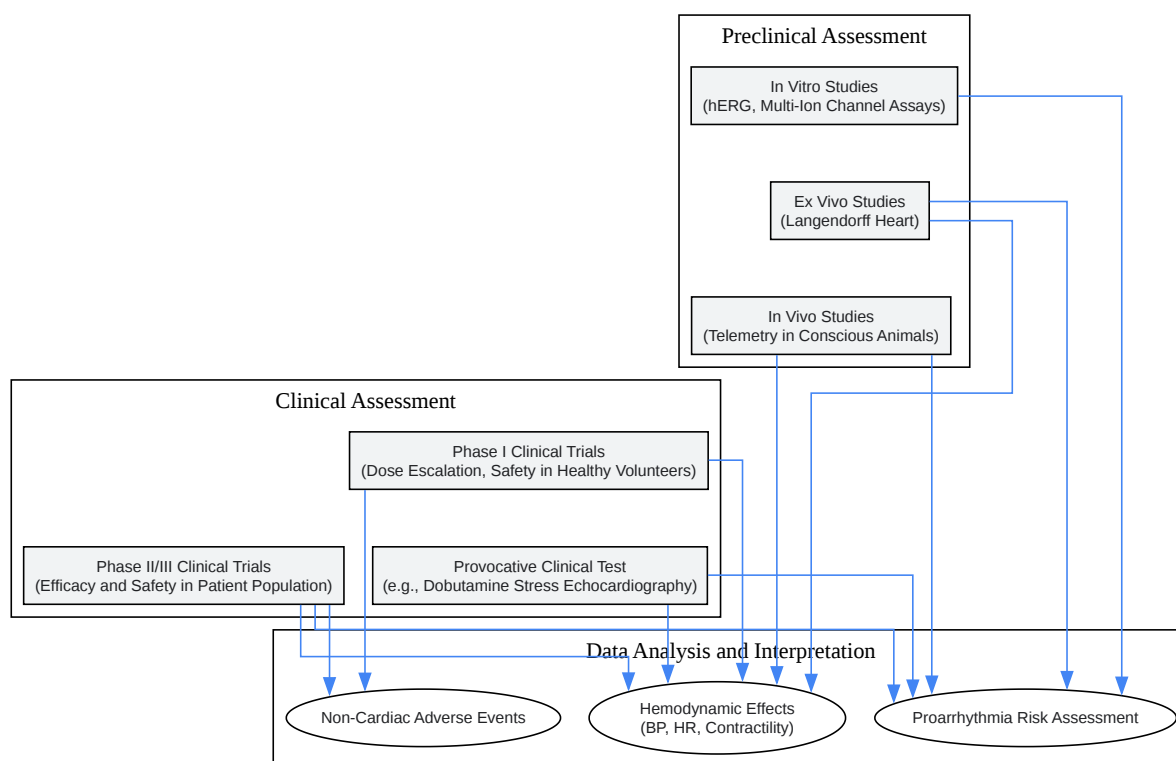 Preclinical Assessment
In Vitro Studies
(hERG, Multi-Ion Channel Assays)
Ex Vivo Studies
(Langendorff Heart)
In Vivo Studies
(Telemetry in Conscious Animals)
Clinical Assessment
Phase I Clinical Trials
(Dose Escalation, Safety in Healthy Volunteers)
Phase II/III Clinical Trials
(Efficacy and Safety in Patient Population)
Provocative Clinical Test
(e.g., Dobutamine Stress Echocardiography)
Data Analysis and Interpretation
Non-Cardiac Adverse Events
Hemodynamic Effects
(BP, HR, Contractility)
Proarrhythmia Risk Assessment